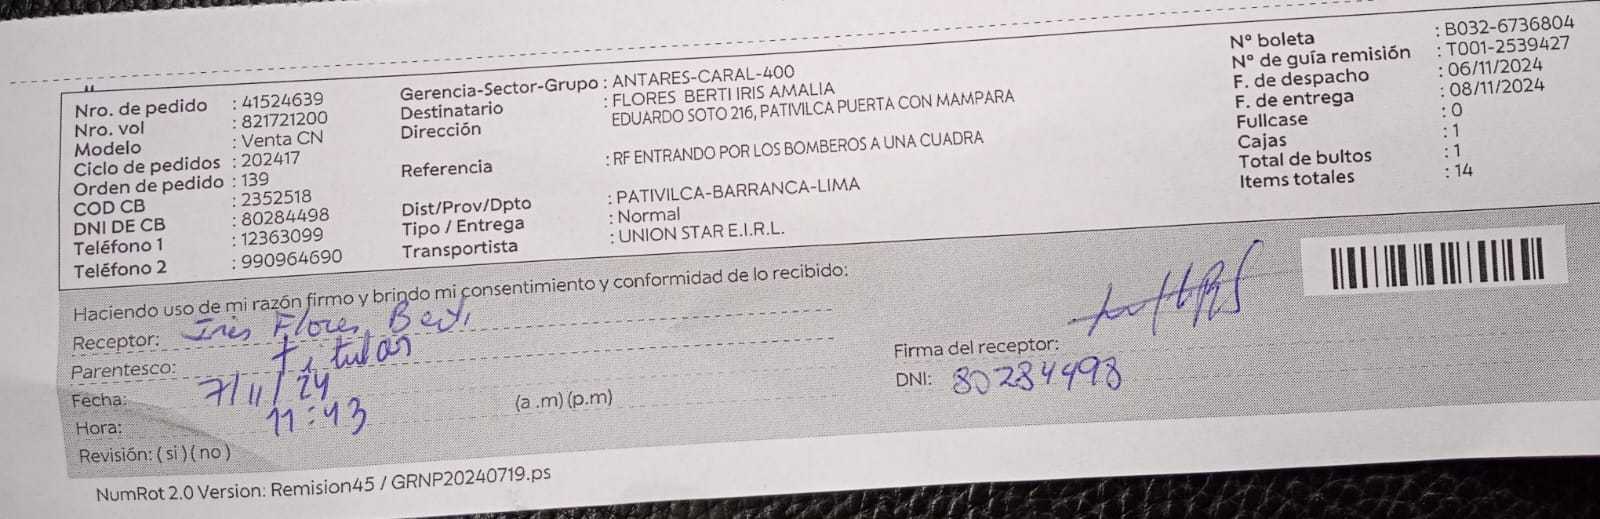 Nro. de pedido : 41524639
Nro. vol : 821721200
Modelo : Venta CN
Ciclo de pedidos : 202417
Orden de pedido : 139
COD CB : 2352518
DNI DE CB : 80284498
Teléfono 1 : 12363099
Teléfono 2 : 990964690
Gerencia-Sector-Grupo : ANTARES-CARAL-400
Destinatario : FLORES BERTI IRIS AMALIA
Dirección EDUARDO SOTO 216, PATIVILCA PUERTA CON MAMPARA
Referencia : RF ENTRANDO POR LOS BOMBEROS A UNA CUADRA
Dist/Prov/Dpto : PATIVILCA-BARRANCA-LIMA
Tipo / Entrega : Normal
Transportista : UNION STAR E.I.R.L.
N° boleta : B032-6736804
N° de guía remisión : T001-2539427
F. de despacho : 06/11/2024
F. de entrega : 08/11/2024
Fullcase : 0
Cajas : 1
Total de bultos : 1
Items totales : 14
Haciendo uso de mi razón firmo y brindo mi consentimiento y conformidad de lo recibido:
Receptor: Iris Flores Berti
Parentesco: titular
Fecha: 7/11/24
Hora: 11:43 (a .m) (p.m)
Revisión: ( si ) ( no )
Firma del receptor:
DNI: 80284498
NumRot 2.0 Version: Remision45 / GRNP20240719.ps